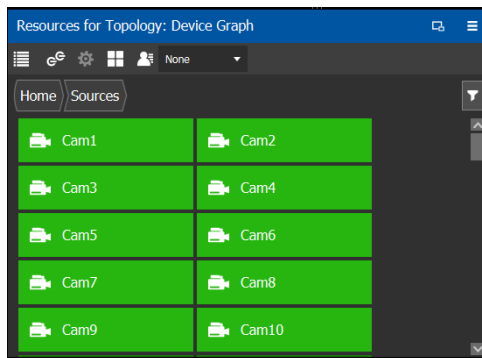 Resources for Topology: Device Graph
None
Home Sources
Cam1 Cam2
Cam3 Cam4
Cam5 Cam6
Cam7 Cam8
Cam9 Cam10